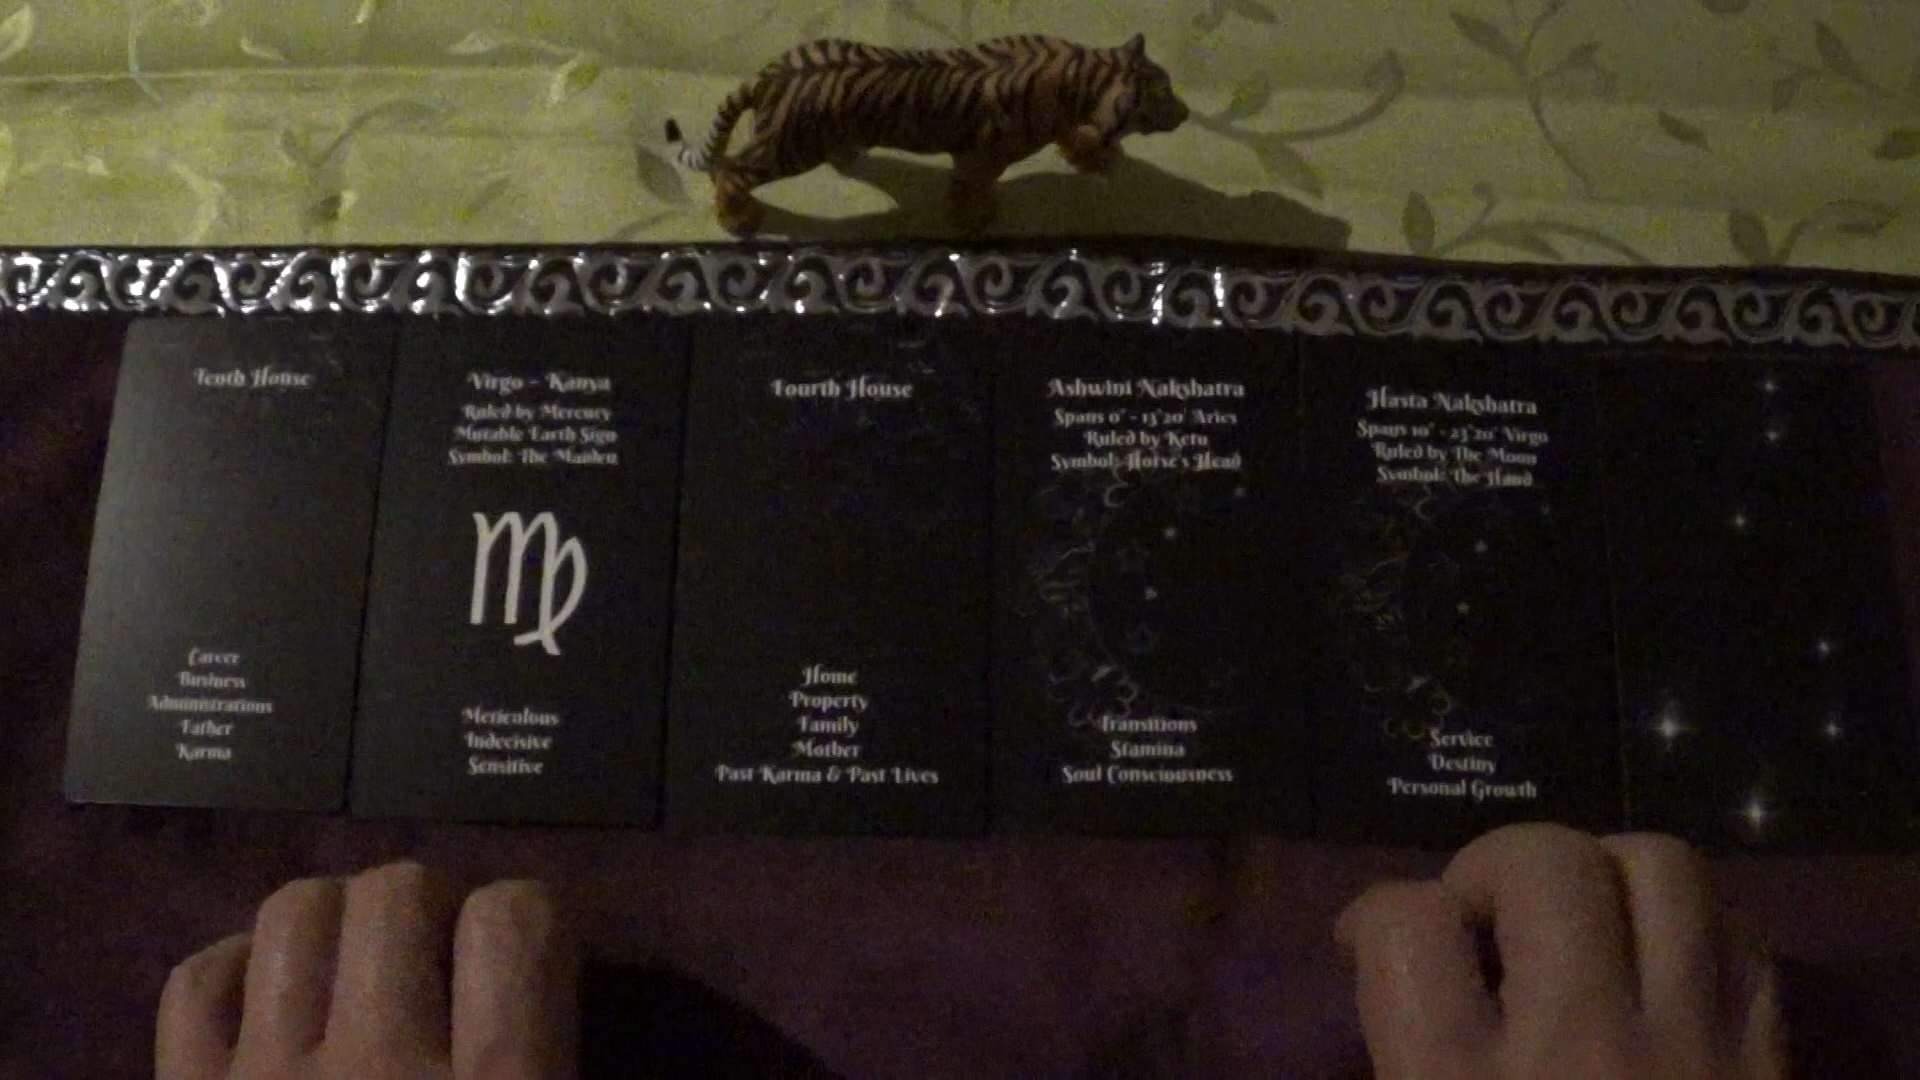 Tenth House
Career
Business
Administrations
Father
Karma
Virgo - Kanya
Ruled by Mercury
Mutable Earth Sign
Symbol: The Maiden
Meticulous
Indecisive
Sensitive
Fourth House
Home
Property
Family
Mother
Past Karma & Past Lives
Ashwini Nakshatra
Spans 0° - 13°20' Aries
Ruled by Ketu
Symbol: Horse's Head
Transitions
Stamina
Soul Consciousness
Hasta Nakshatra
Spans 10° - 23°20' Virgo
Ruled by The Moon
Symbol: The Hand
Service
Destiny
Personal Growth